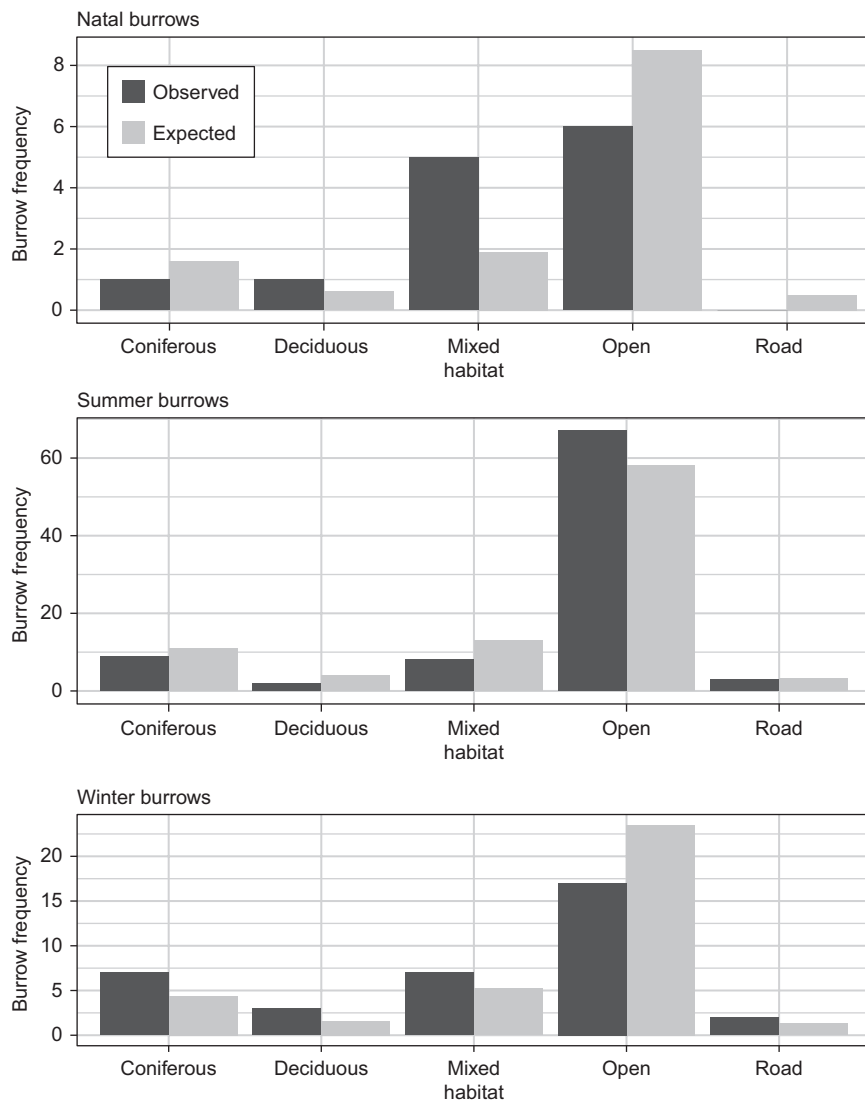 Natal burrows
Burrow frequency
8
6
4
2
0
Observed
Expected
Coniferous Deciduous Mixed habitat Open Road
Summer burrows
Burrow frequency
60
40
20
0
Coniferous Deciduous Mixed habitat Open Road
Winter burrows
Burrow frequency
20
15
10
5
0
Coniferous Deciduous Mixed habitat Open Road